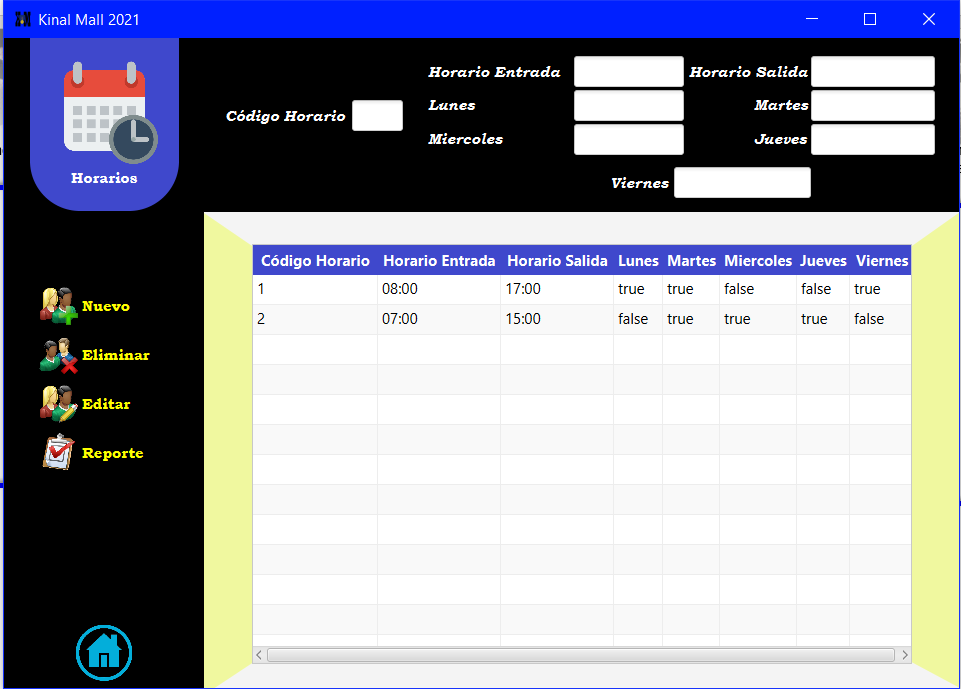 Kinal Mall 2021
Horario Entrada Horario Salida
Código Horario Lunes Martes
Miercoles Jueves
Horarios Viernes
Código Horario Horario Entrada Horario Salida Lunes Martes Miercoles Jueves Viernes
1 08:00 17:00 true true false false true
2 07:00 15:00 false true true true false
Nuevo
Eliminar
Editar
Reporte